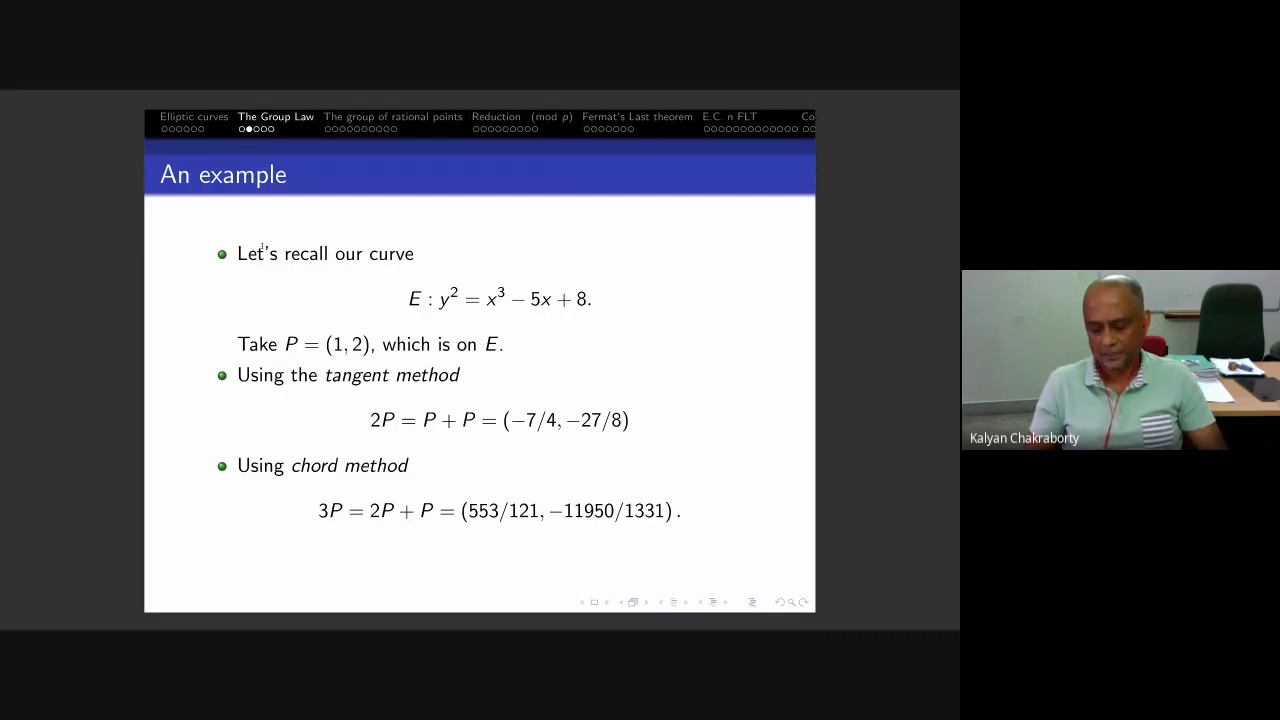 Elliptic curves The Group Law The group of rational points Reduction (mod p) Fermat's Last theorem E.C. n FLT Co
An example
Let's recall our curve
E : y² = x³ − 5x + 8.
Take P = (1, 2), which is on E.
Using the tangent method
2P = P + P = (−7/4, −27/8)
Using chord method
3P = 2P + P = (553/121, −11950/1331) .
Kalyan Chakraborty